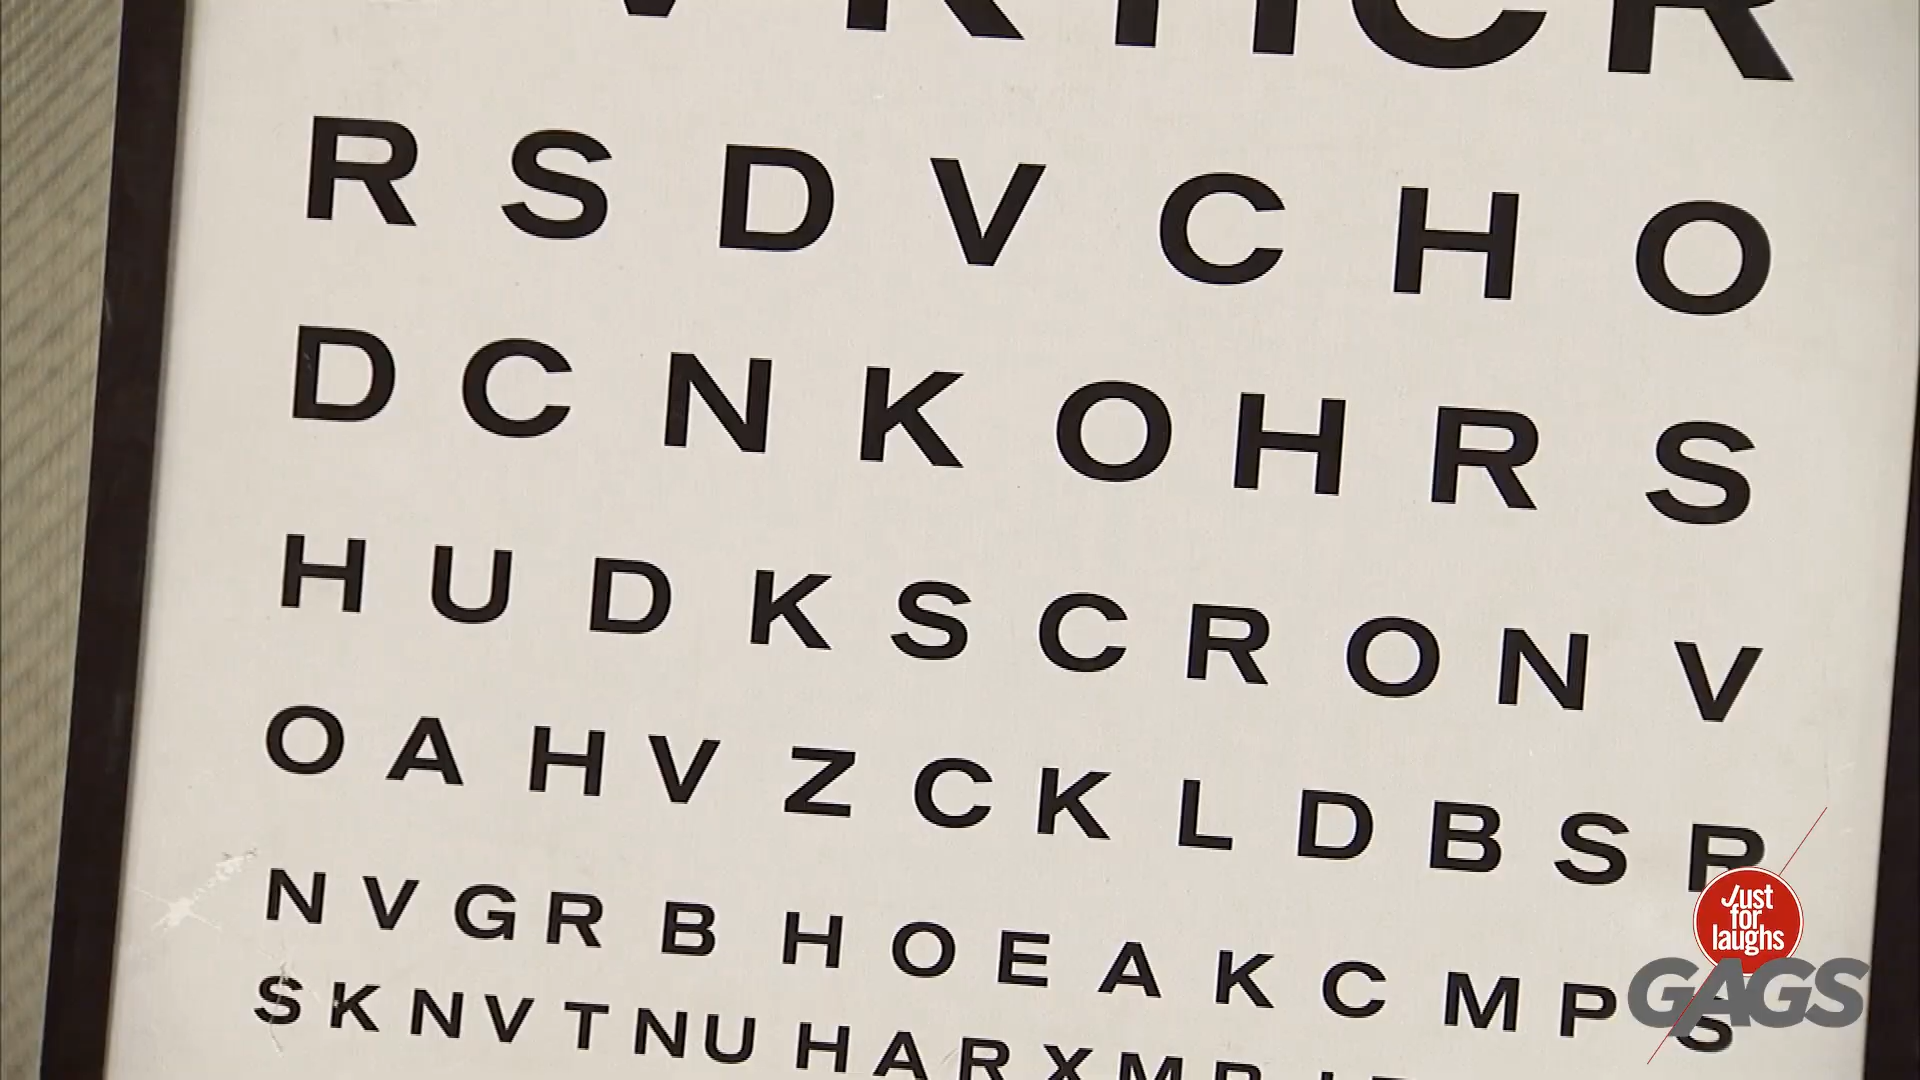 V K H C R
R S D V C H O
D C N K O H R S
H U D K S C R O N V
O A H V Z C K L D B S R
N V G R B H O E A K C M P S
S K N V T N U H A R X M
Just
for
laughs
GAGS